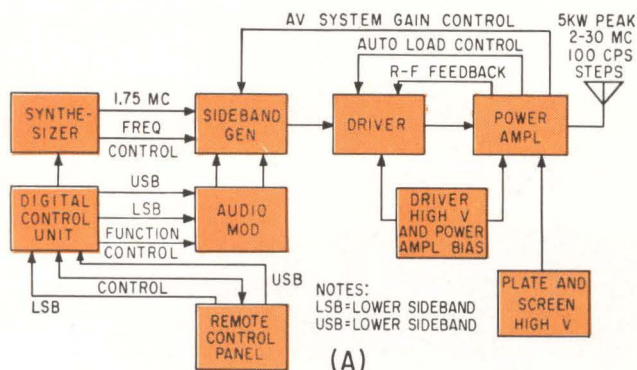 AV SYSTEM GAIN CONTROL
5KW PEAK
2-30 MC
100 CPS
STEPS
AUTO LOAD CONTROL
R-F FEEDBACK
SYNTHE-
SIZER
1.75 MC
FREQ
CONTROL
SIDEBAND
GEN
DRIVER
POWER
AMPL
DIGITAL
CONTROL
UNIT
USB
LSB
FUNCTION
CONTROL
AUDIO
MOD
DRIVER
HIGH V
AND POWER
AMPL BIAS
PLATE AND
SCREEN
HIGH V
CONTROL
LSB
USB
REMOTE
CONTROL
PANEL
NOTES:
LSB=LOWER SIDEBAND
USB=LOWER SIDEBAND
(A)